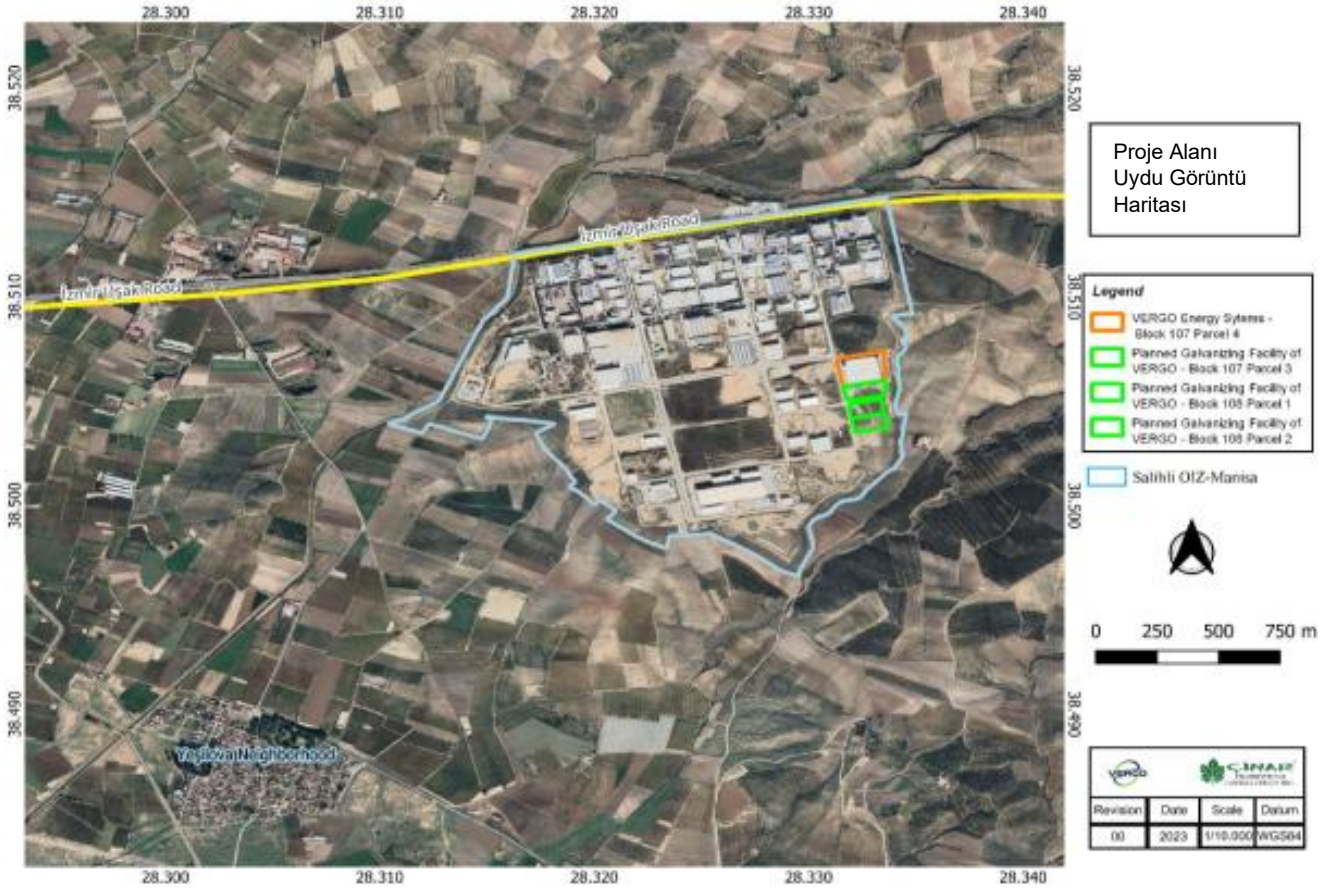 28.300 28.310 28.320 28.330 28.340
38.520
38.510
38.500
38.490
38.520
38.510
38.500
38.490
İzmir Uşak Road
İzmir Uşak Road
Yeşilova Neighborhood
28.300 28.310 28.320 28.330 28.340
Proje Alanı
Uydu Görüntü
Haritası
Legend
VERGO Energy Sytems -
Block 107 Parcel 4
Planned Galvanizing Facility of
VERGO - Block 107 Parcel 3
Planned Galvanizing Facility of
VERGO - Block 108 Parcel 1
Planned Galvanizing Facility of
VERGO - Block 108 Parcel 2
Salihli OIZ-Manisa
0 250 500 750 m
VERGO ÇINAR
Revision Date Scale Datum
00 2023 1/10.000 WGS84